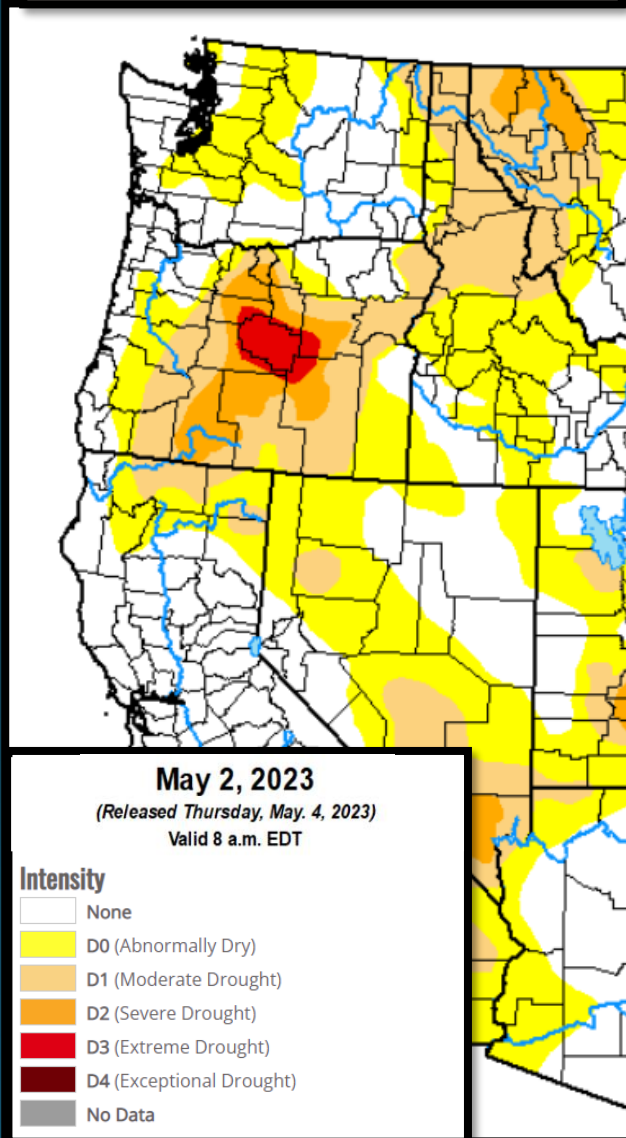 May 2, 2023
(Released Thursday, May. 4, 2023)
Valid 8 a.m. EDT
Intensity
None
D0 (Abnormally Dry)
D1 (Moderate Drought)
D2 (Severe Drought)
D3 (Extreme Drought)
D4 (Exceptional Drought)
No Data